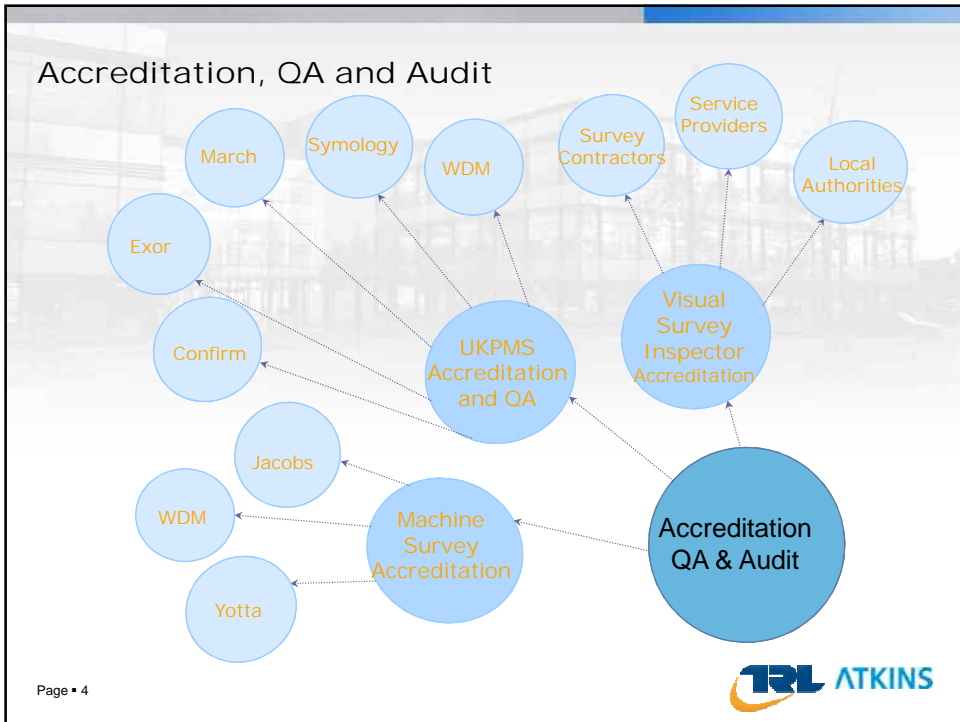 Accreditation, QA and Audit
March
Symology
WDM
Survey
Contractors
Service
Providers
Local
Authorities
Exor
Confirm
UKPMS
Accreditation
and QA
Visual
Survey
Inspector
Accreditation
Jacobs
WDM
Yotta
Machine
Survey
Accreditation
Accreditation
QA & Audit
Page ▪ 4
TRL ATKINS